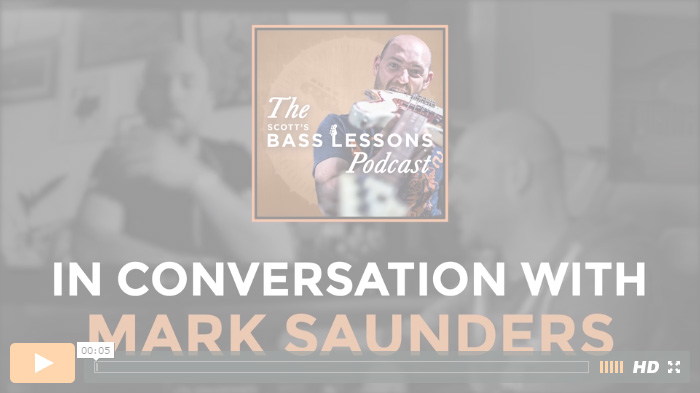 The
SCOTT'S
BASS LESSONS
Podcast
IN CONVERSATION WITH
MARK SAUNDERS
00:05
HD